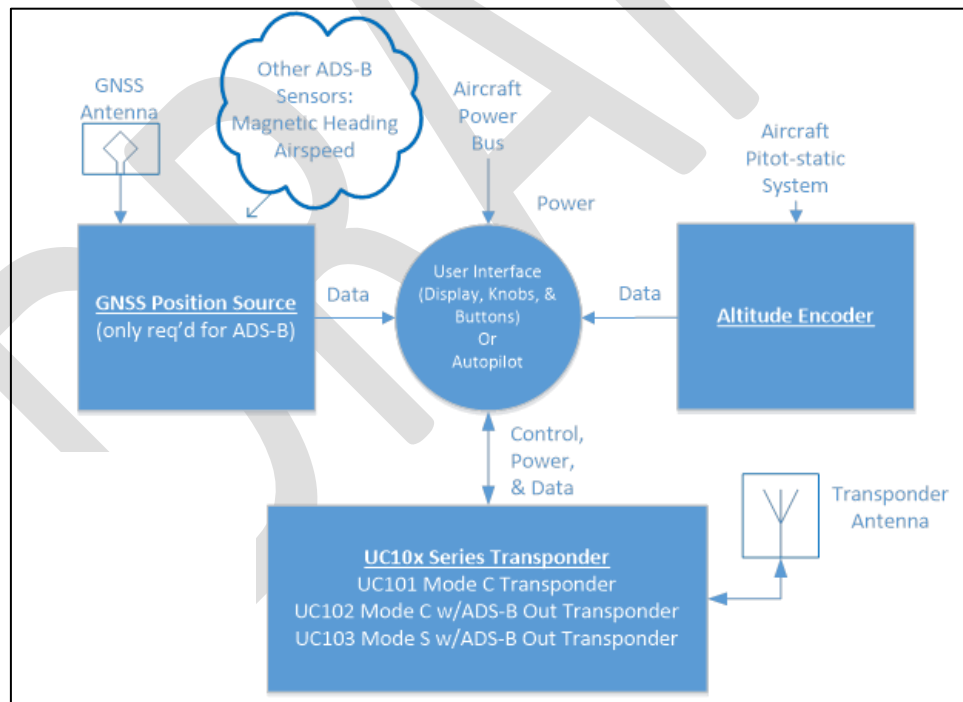 GNSS
Antenna
Other ADS-B
Sensors:
Magnetic Heading
Airspeed
Aircraft
Power
Bus
Aircraft
Pitot-static
System
Power
GNSS Position Source
(only req'd for ADS-B)
Data
User Interface
(Display, Knobs, &
Buttons)
Or
Autopilot
Data
Altitude Encoder
Control,
Power,
& Data
Transponder
Antenna
UC10x Series Transponder
UC101 Mode C Transponder
UC102 Mode C w/ADS-B Out Transponder
UC103 Mode S w/ADS-B Out Transponder